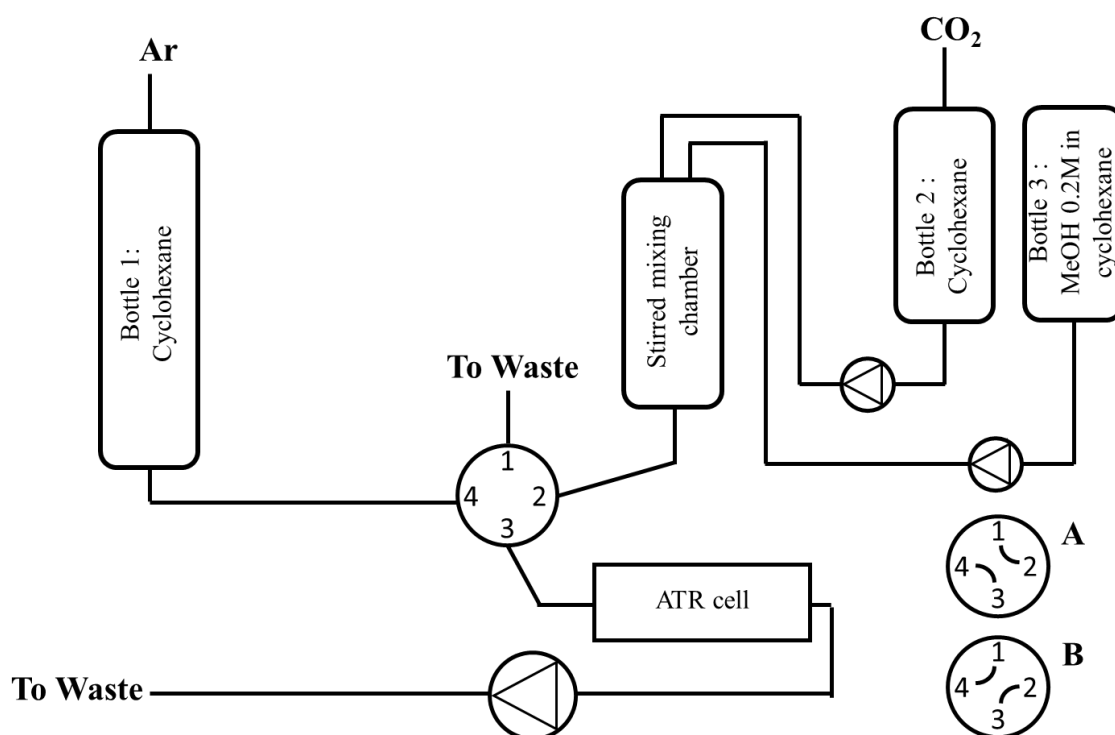 Ar
CO₂
Bottle 1:
Cyclohexane
Stirred mixing
chamber
Bottle 2 :
Cyclohexane
Bottle 3 :
MeOH 0.2M in
cyclohexane
To Waste
1
4
2
3
ATR cell
To Waste
A
1
4
2
3
B
1
4
2
3